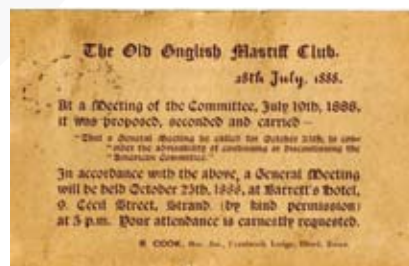 The Old English Mastiff Club.
28th July, 1888.
At a Meeting of the Committee, July 19th, 1888,
it was proposed, seconded and carried—
"That a General Meeting be called for October 25th, to con-
"sider the advisability of continuing or discontinuing the
"American Committee."
In accordance with the above, a General Meeting
will be held October 25th, 1888, at Barrett's Hotel,
9. Cecil Street, Strand (by kind permission)
at 3 p.m. Your attendance is earnestly requested.
COOK, Hon. Sec., Lodge, Ilford, Essex